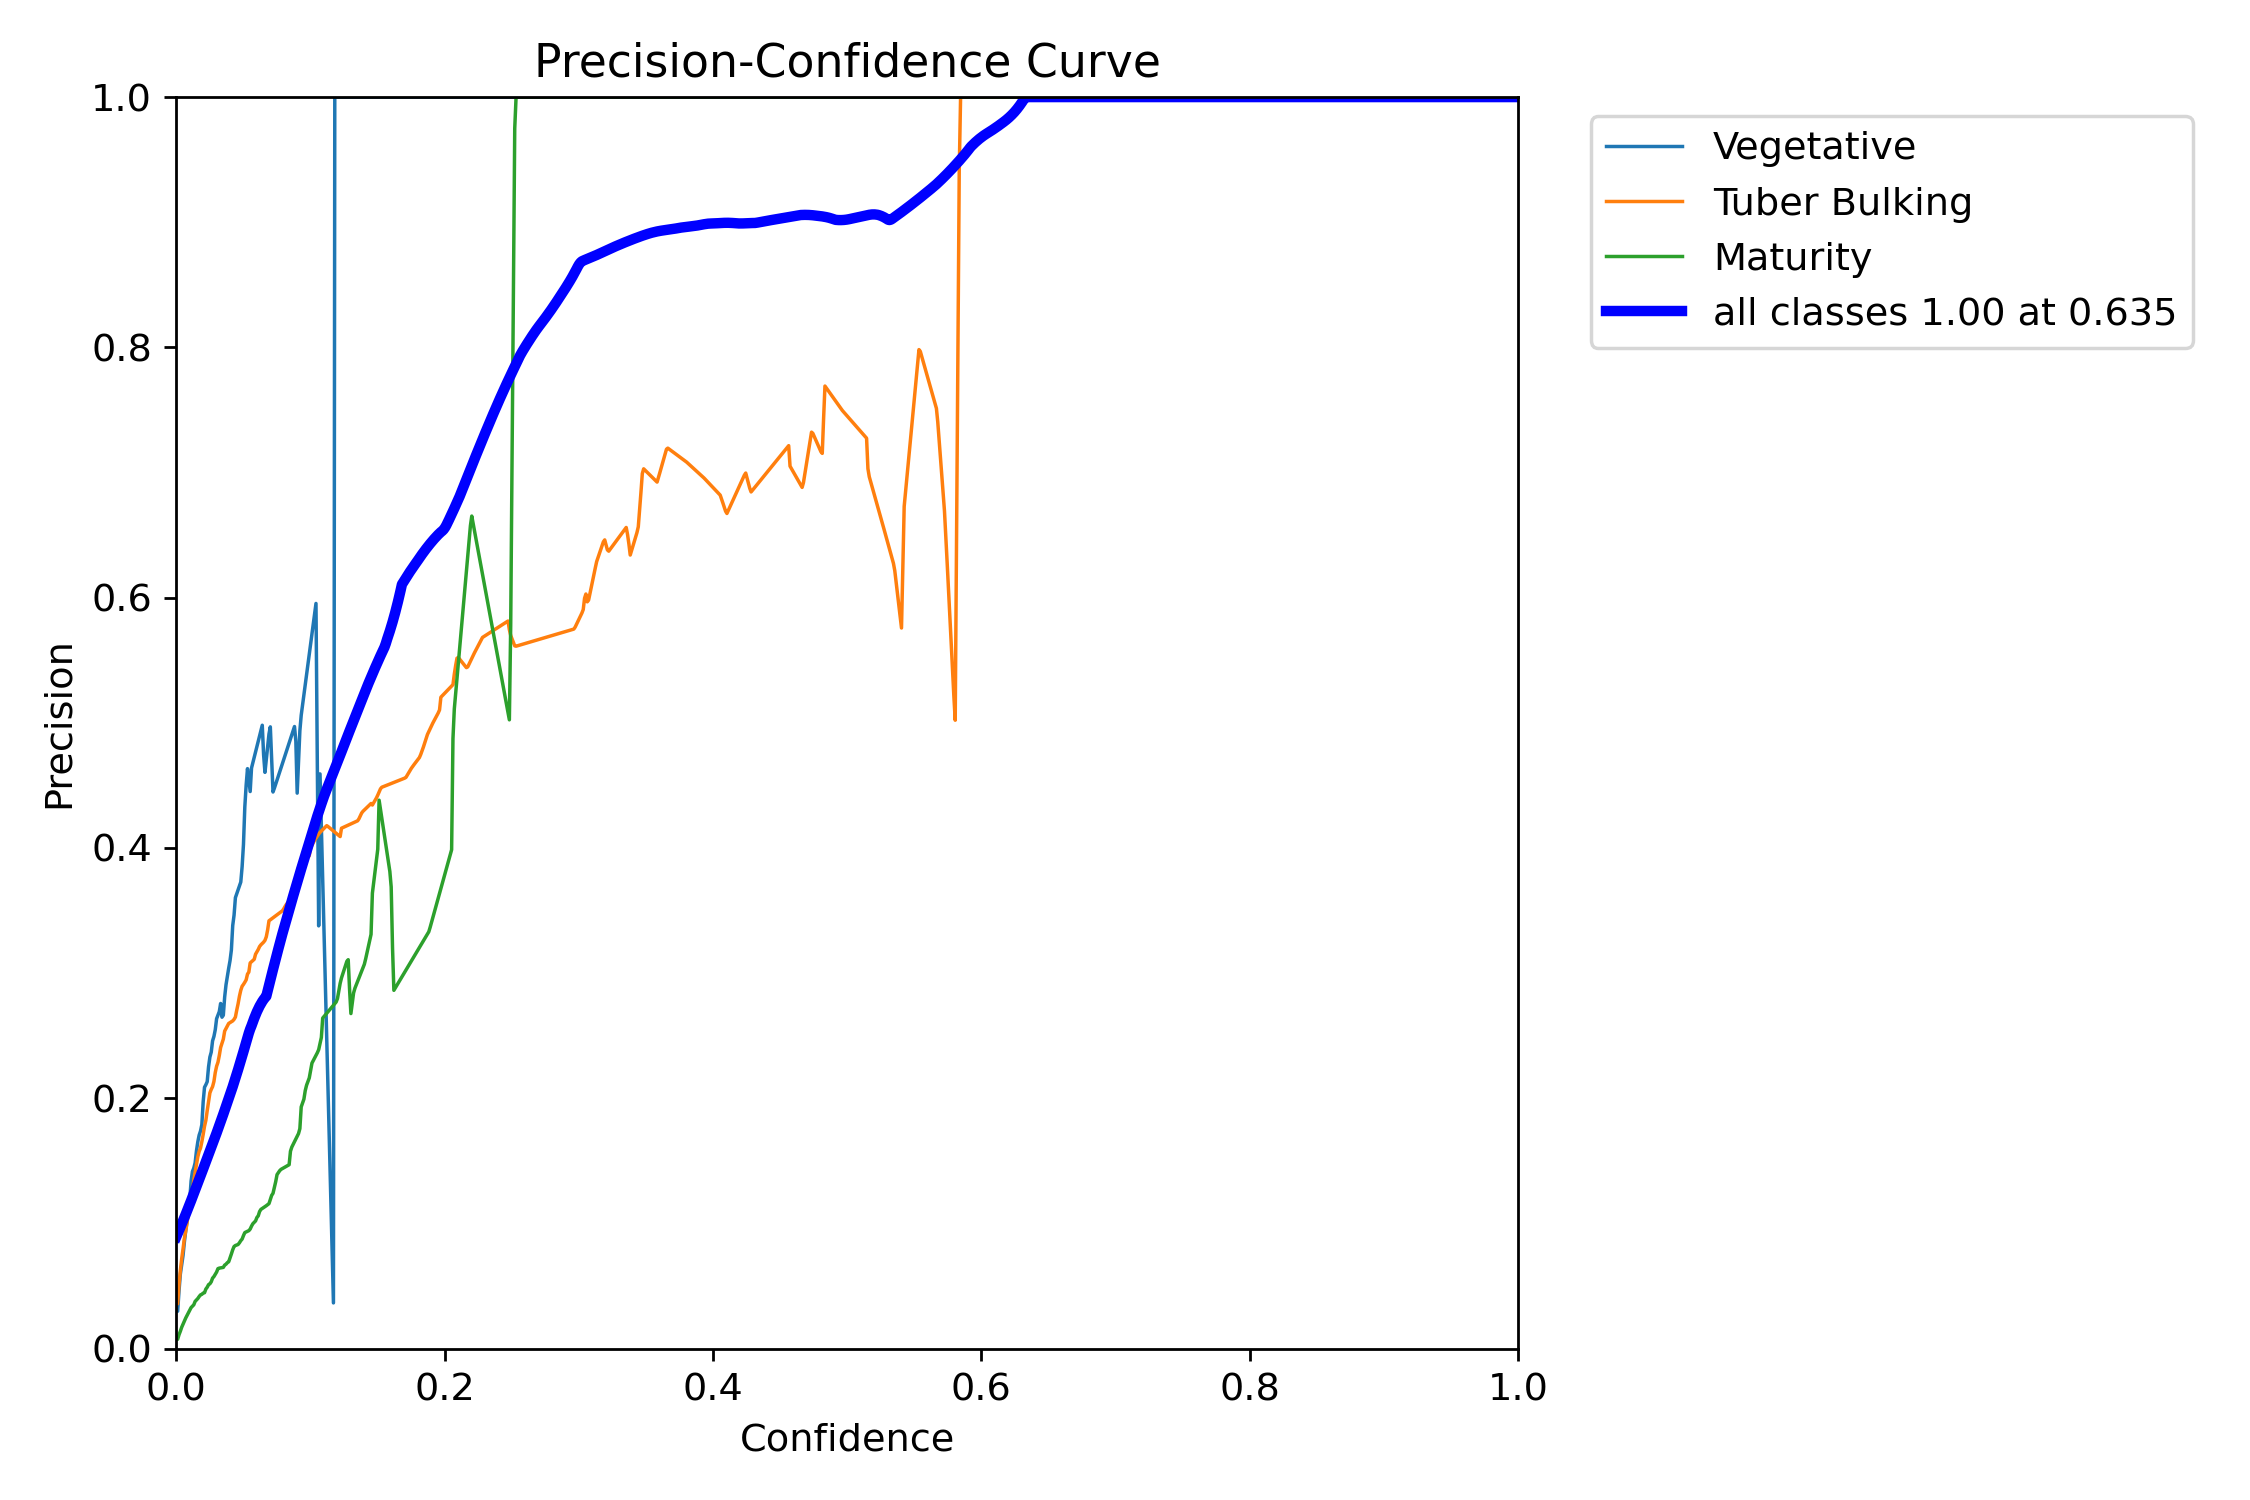 Precision-Confidence Curve
1.0
0.8
0.6
0.4
0.2
0.0
Precision
0.0 0.2 0.4 0.6 0.8 1.0
Confidence
Vegetative
Tuber Bulking
Maturity
all classes 1.00 at 0.635